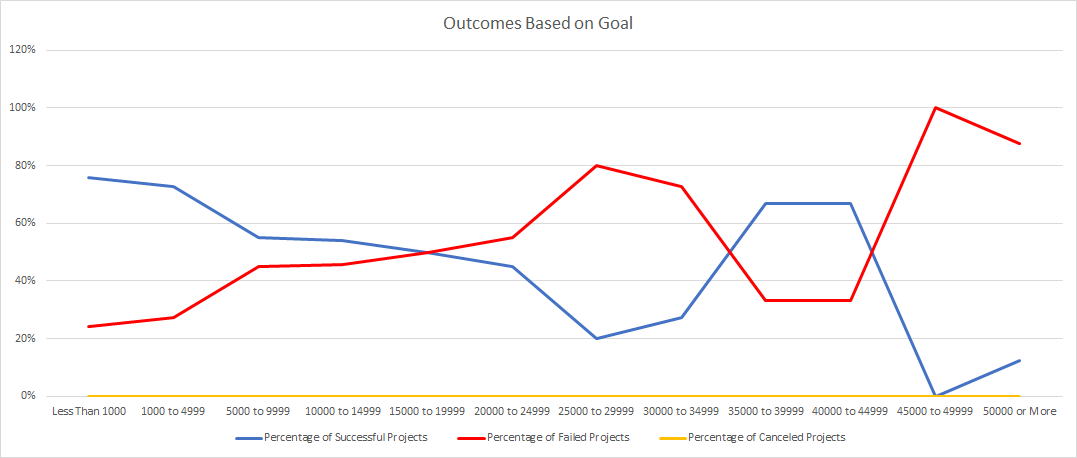 Outcomes Based on Goal
120%
100%
80%
60%
40%
20%
0%
Less Than 1000 1000 to 4999 5000 to 9999 10000 to 14999 15000 to 19999 20000 to 24999 25000 to 29999 30000 to 34999 35000 to 39999 40000 to 44999 45000 to 49999 50000 or More
Percentage of Successful Projects Percentage of Failed Projects Percentage of Canceled Projects